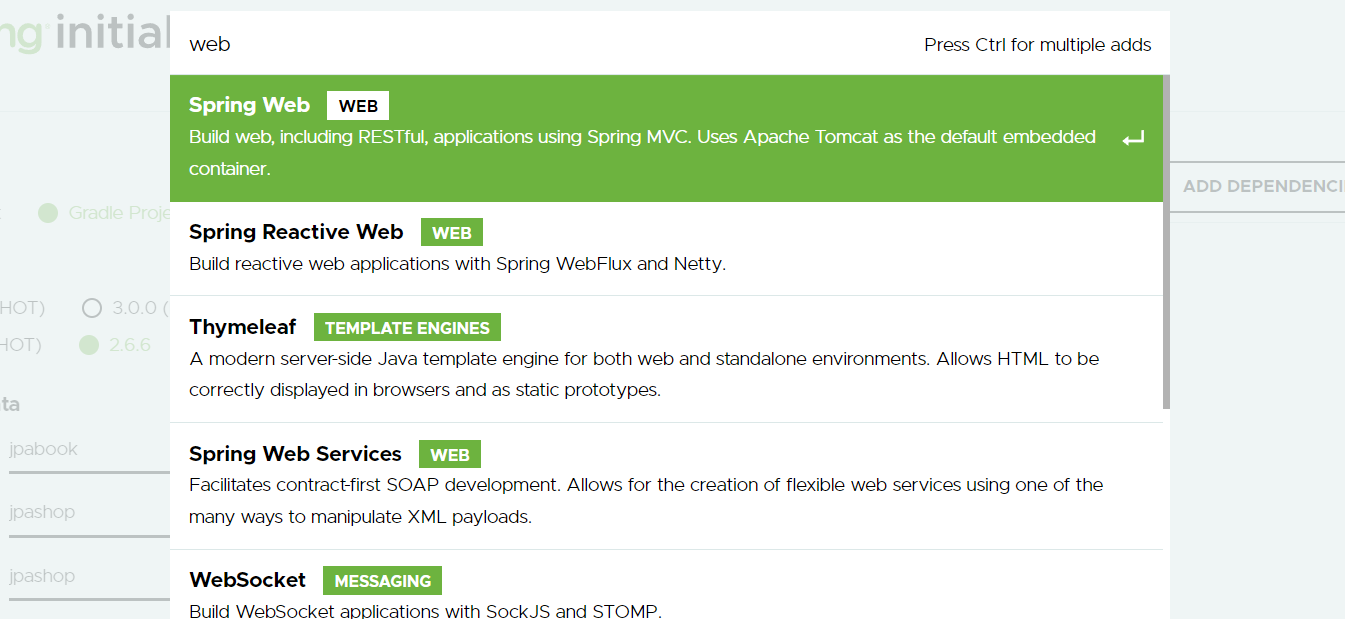 ng initial
web
Press Ctrl for multiple adds
Spring Web WEB
Build web, including RESTful, applications using Spring MVC. Uses Apache Tomcat as the default embedded
container.
ADD DEPENDENCI
Gradle Proje
Spring Reactive Web WEB
Build reactive web applications with Spring WebFlux and Netty.
HOT) 3.0.0 (
HOT) 2.6.6
Thymeleaf TEMPLATE ENGINES
A modern server-side Java template engine for both web and standalone environments. Allows HTML to be
correctly displayed in browsers and as static prototypes.
ta
jpabook
Spring Web Services WEB
Facilitates contract-first SOAP development. Allows for the creation of flexible web services using one of the
many ways to manipulate XML payloads.
jpashop
jpashop
WebSocket MESSAGING
Build WebSocket applications with SockJS and STOMP.